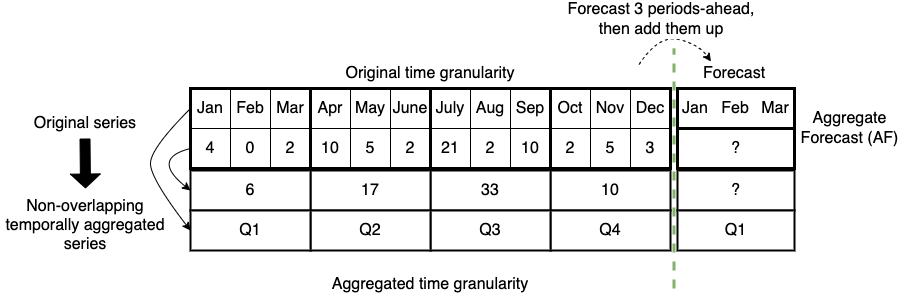 Forecast 3 periods-ahead,
then add them up
Original time granularity
Forecast
Original series
Jan Feb Mar Apr May June July Aug Sep Oct Nov Dec Jan Feb Mar
Aggregate
Forecast (AF)
4 0 2 10 5 2 21 2 10 2 5 3 ?
Non-overlapping
temporally aggregated
series
6 17 33 10 ?
Q1 Q2 Q3 Q4 Q1
Aggregated time granularity